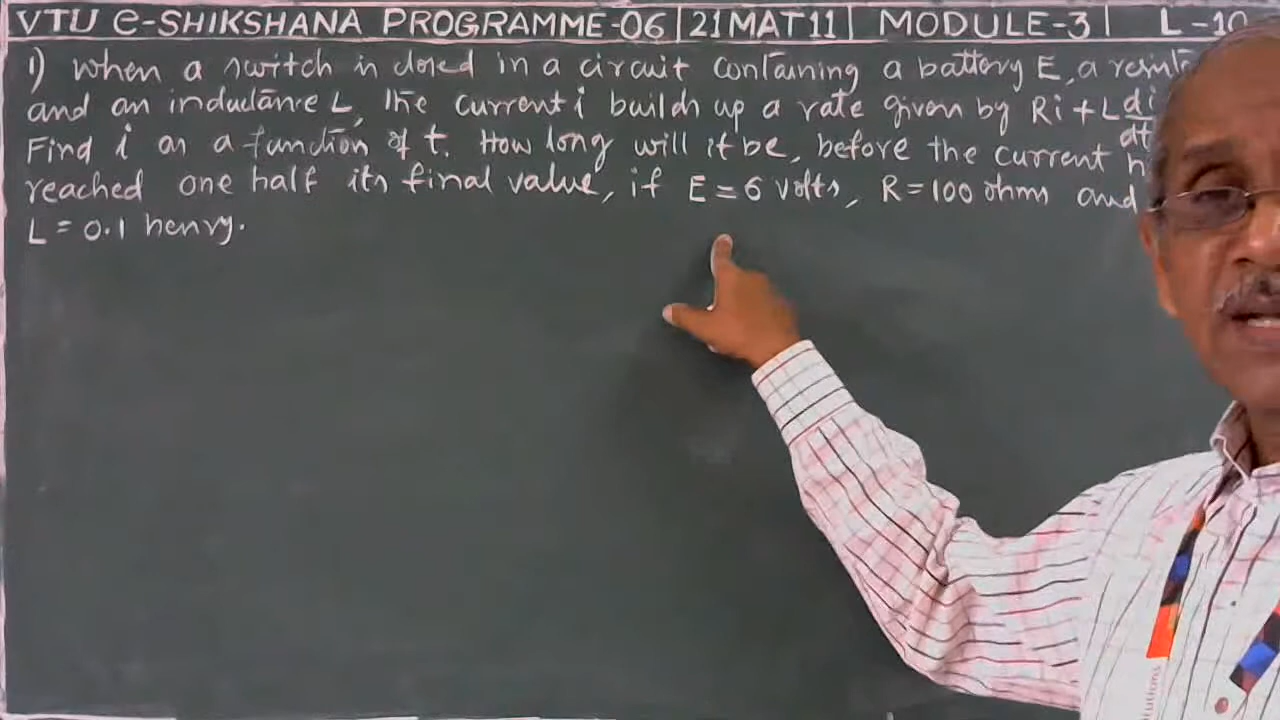 VTU e-SHIKSHANA PROGRAMME-06 | 21MAT11 | MODULE-3 | L-10
1) When a switch is closed in a circuit containing a battery E, a
and an inductance L, the current i builds up a rate given by Ri + L di/dt
Find i as a function of t. How long will it be, before the current
reached one half its final value, if E = 6 volts, R = 100 ohms and
L = 0.1 henry.